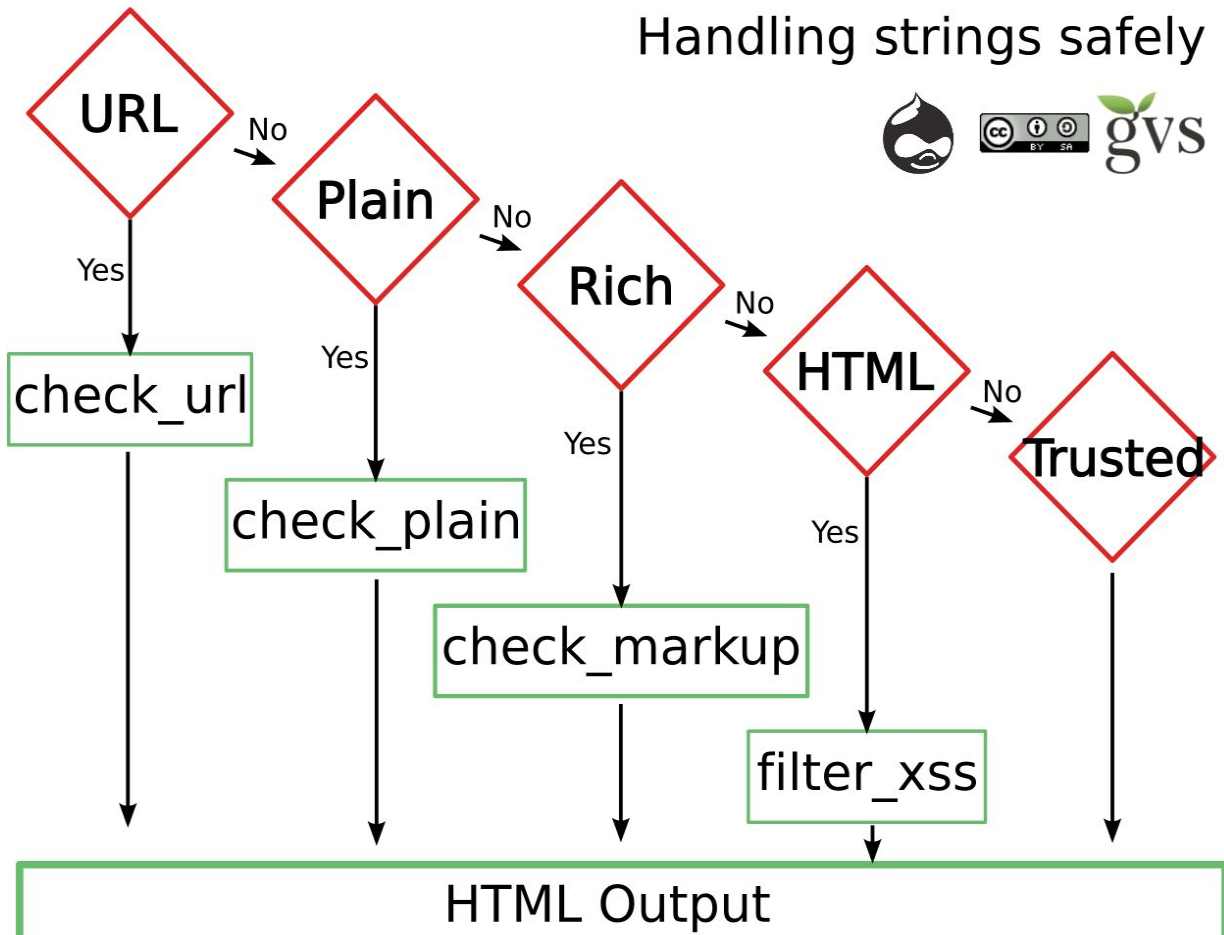 Handling strings safely
cc BY SA
gvs
URL
No
Plain
No
Rich
No
HTML
No
Trusted
Yes
check_url
Yes
check_plain
Yes
check_markup
Yes
filter_xss
HTML Output